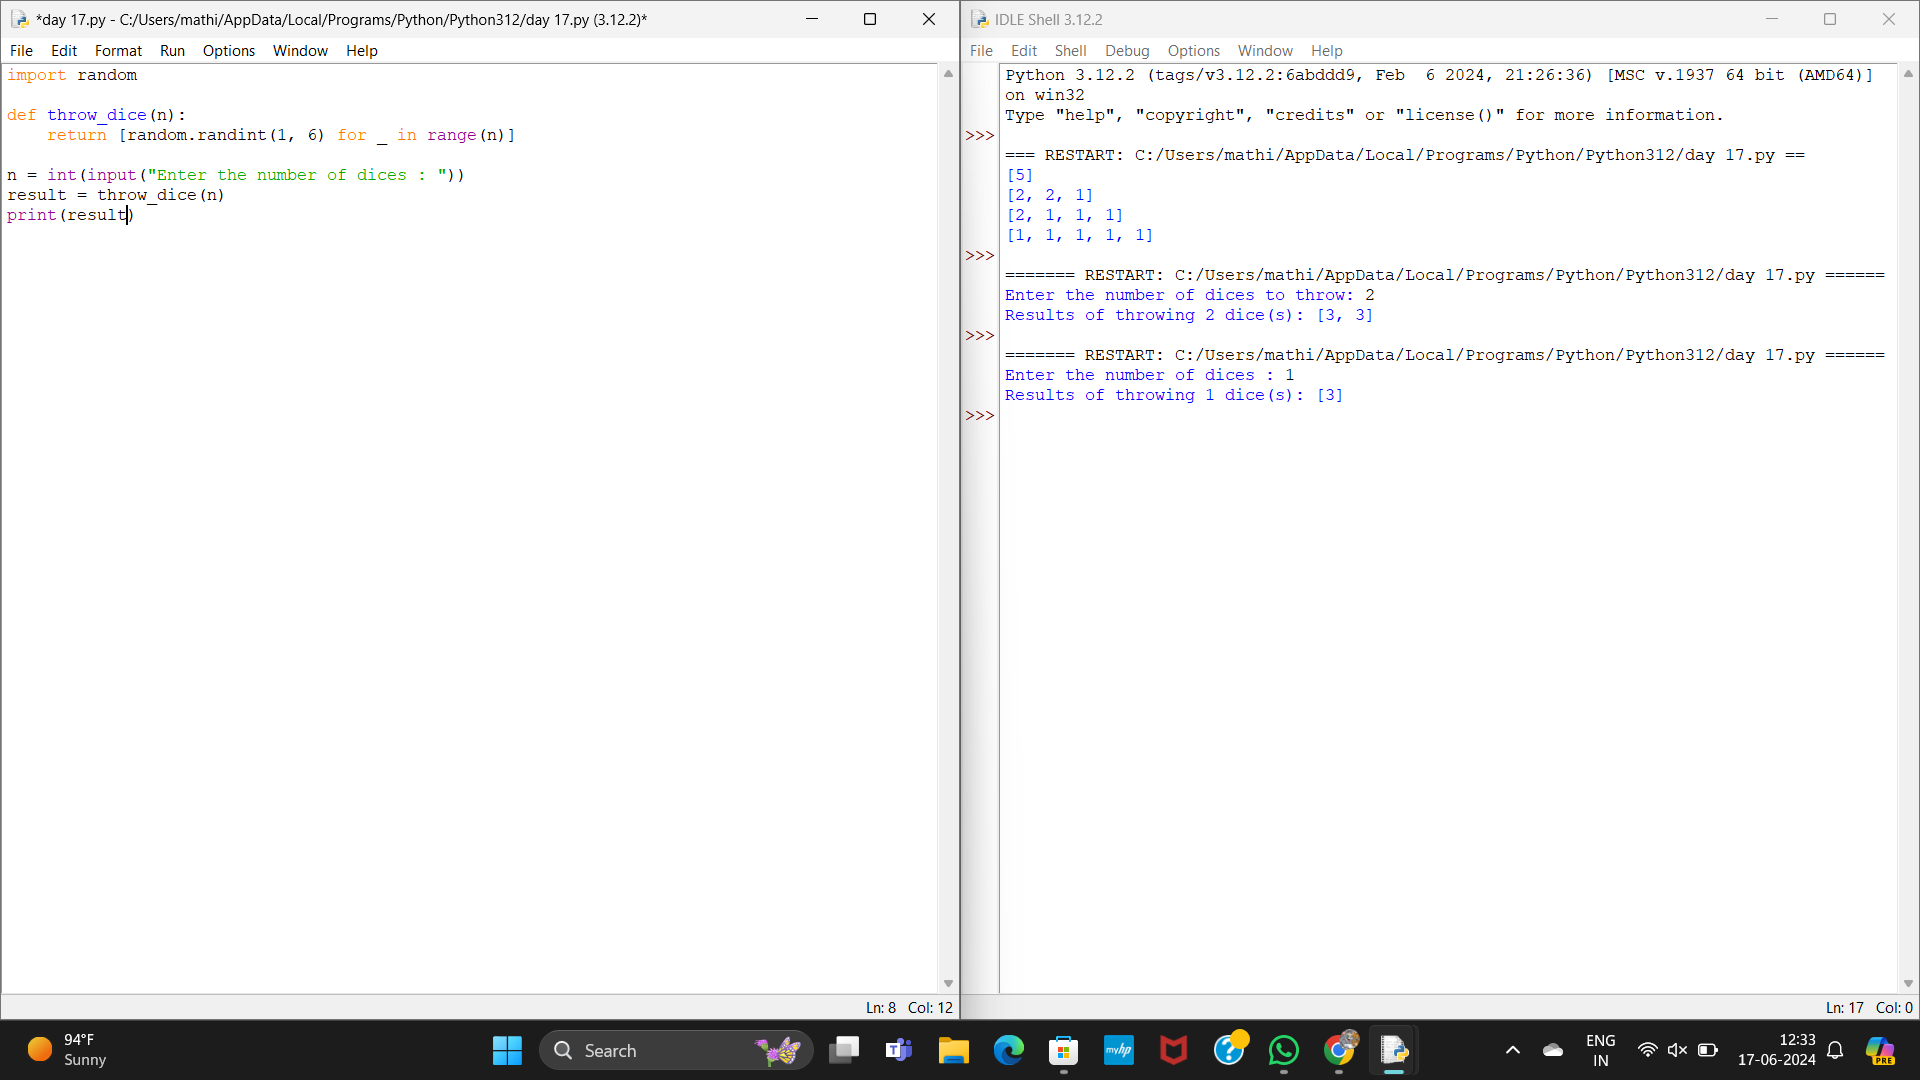 *day 17.py - C:/Users/mathi/AppData/Local/Programs/Python/Python312/day 17.py (3.12.2)*
File Edit Format Run Options Window Help
import random
def throw_dice(n):
    return [random.randint(1, 6) for _ in range(n)]
n = int(input("Enter the number of dices : "))
result = throw_dice(n)
print(result)
Ln: 8 Col: 12
IDLE Shell 3.12.2
File Edit Shell Debug Options Window Help
Python 3.12.2 (tags/v3.12.2:6abddd9, Feb  6 2024, 21:26:36) [MSC v.1937 64 bit (AMD64)]
on win32
Type "help", "copyright", "credits" or "license()" for more information.
>>>
=== RESTART: C:/Users/mathi/AppData/Local/Programs/Python/Python312/day 17.py ==
[5]
[2, 2, 1]
[2, 1, 1, 1]
[1, 1, 1, 1, 1]
>>>
======= RESTART: C:/Users/mathi/AppData/Local/Programs/Python/Python312/day 17.py ======
Enter the number of dices to throw: 2
Results of throwing 2 dice(s): [3, 3]
>>>
======= RESTART: C:/Users/mathi/AppData/Local/Programs/Python/Python312/day 17.py ======
Enter the number of dices : 1
Results of throwing 1 dice(s): [3]
>>>
Ln: 17 Col: 0
94°F
Sunny
Search
myhp
ENG
IN
12:33
17-06-2024
PRE